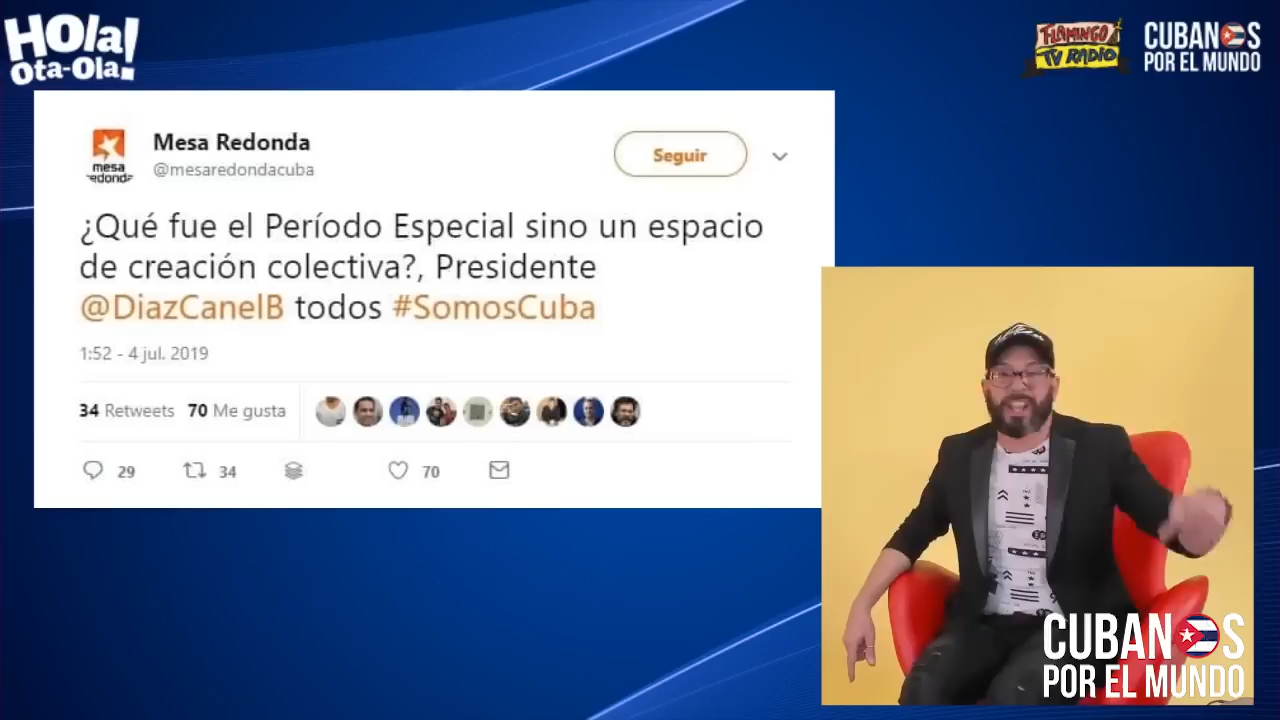 HOla!
Ota-Ola!
FLAMINGO
TV RADIO
CUBANOS
POR EL MUNDO
mesa
redonda
Mesa Redonda
@mesaredondacuba
Seguir
¿Qué fue el Período Especial sino un espacio
de creación colectiva?, Presidente
@DiazCanelB todos #SomosCuba
1:52 - 4 jul. 2019
34 Retweets 70 Me gusta
29 34 70
CUBANOS
POR EL MUNDO